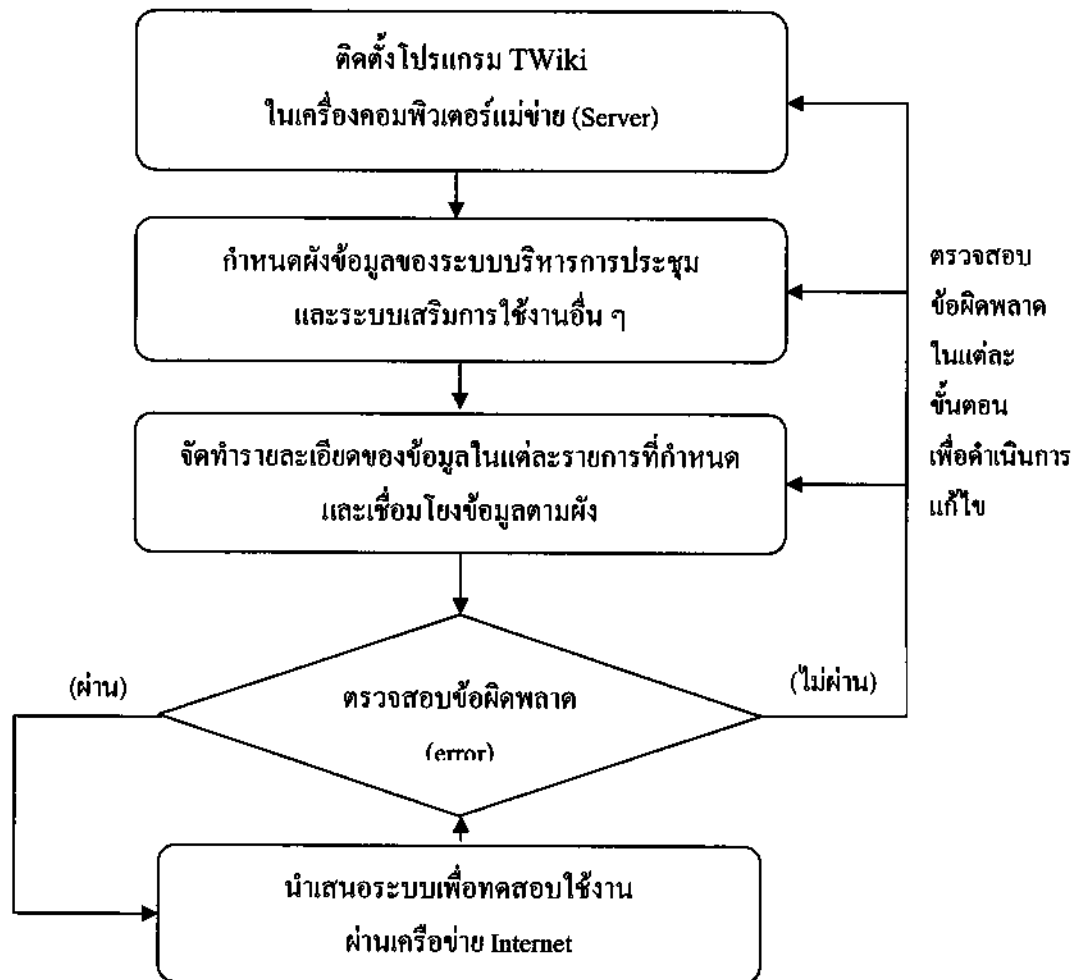 ติดตั้งโปรแกรม TWiki
ในเครื่องคอมพิวเตอร์แม่ข่าย (Server)
กำหนดผังข้อมูลของระบบบริหารการประชุม
และระบบเสริมการใช้งานอื่น ๆ
ตรวจสอบ
ข้อผิดพลาด
ในแต่ละ
ขั้นตอน
เพื่อดำเนินการ
แก้ไข
จัดทำรายละเอียดของข้อมูลในแต่ละรายการที่กำหนด
และเชื่อมโยงข้อมูลตามผัง
(ผ่าน)
(ไม่ผ่าน)
ตรวจสอบข้อผิดพลาด
(error)
นำเสนอระบบเพื่อทดสอบใช้งาน
ผ่านเครือข่าย Internet